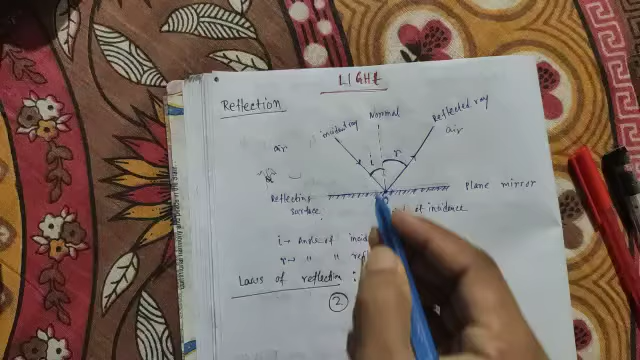 LIGHt
Reflection
incident ray
Normal
Reflected ray
air
air
i
r
Reflecting
surface
Plane mirror
of incidence
i → Angle of
r → " "
Laws of reflection :
2